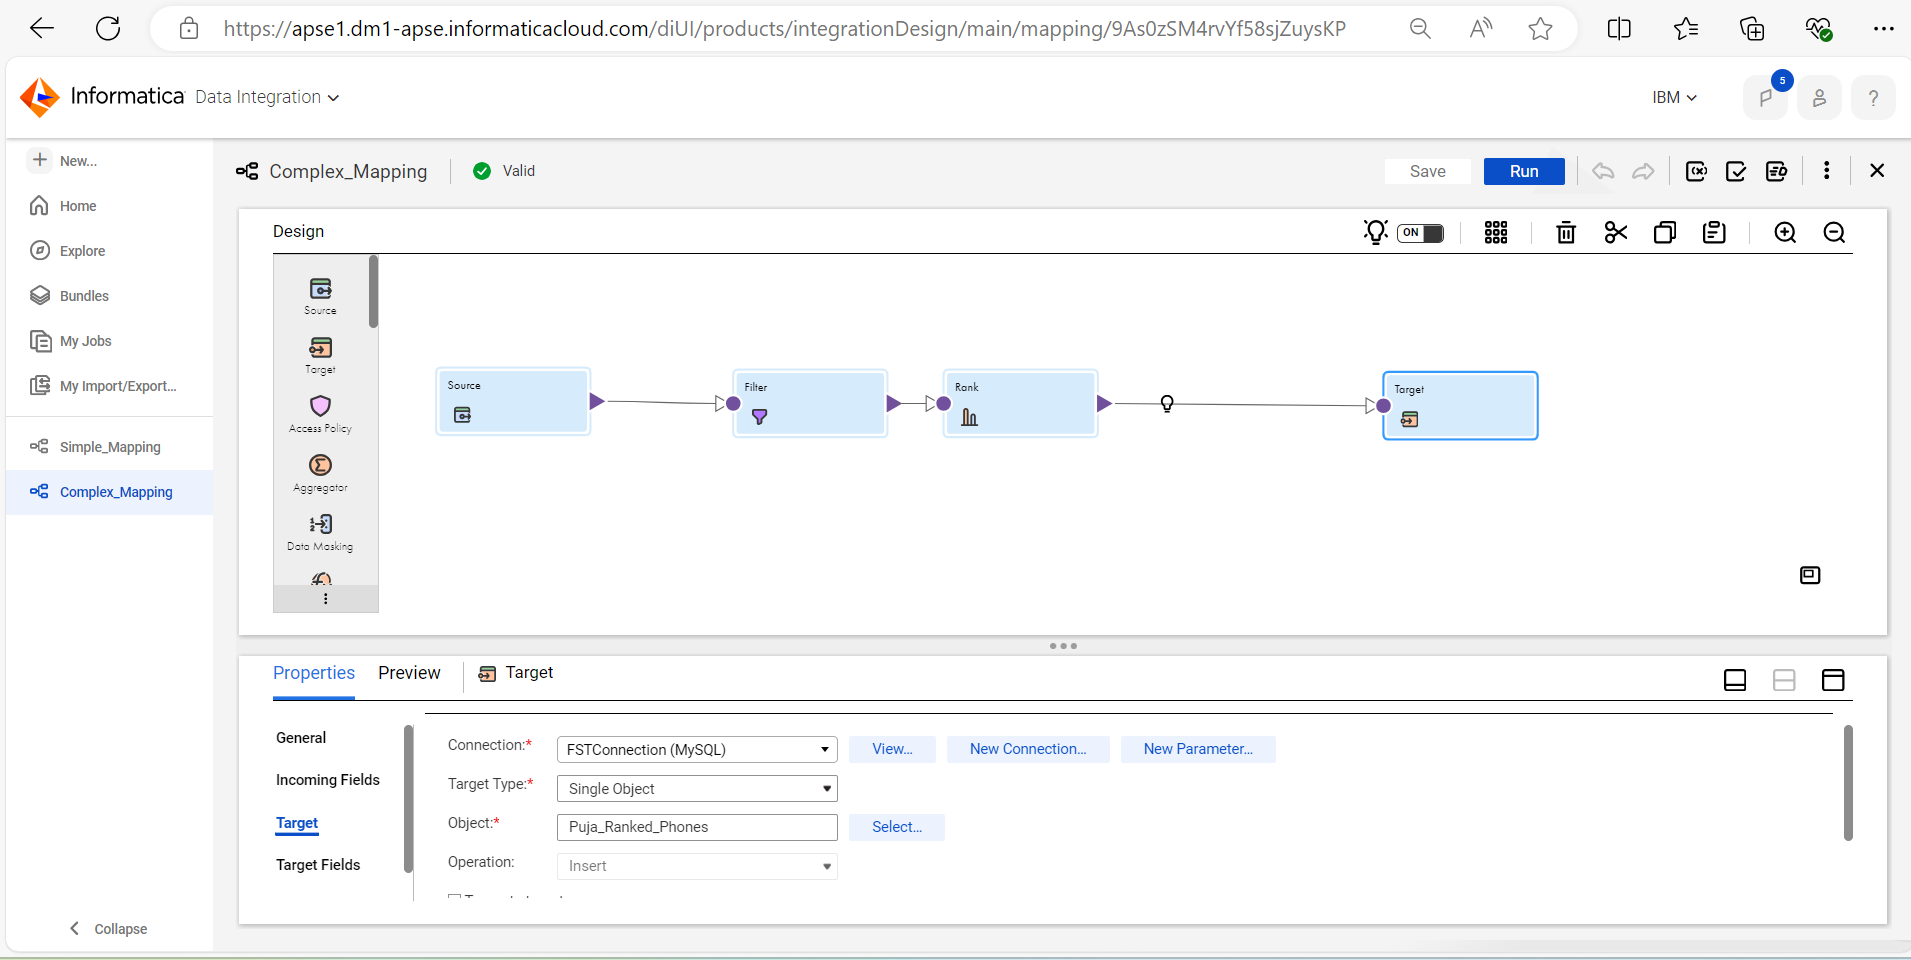 https://apse1.dm1-apse.informaticacloud.com/diUI/products/integrationDesign/main/mapping/9As0zSM4rvYf58sjZuysKP
Informatica Data Integration
IBM
5
?
New...
Home
Explore
Bundles
My Jobs
My Import/Export...
Simple_Mapping
Complex_Mapping
Collapse
Complex_Mapping
Valid
Save
Run
Design
ON
Source
Target
Access Policy
Aggregator
Data Masking
Source
Filter
Rank
Target
Properties
Preview
Target
General
Incoming Fields
Target
Target Fields
Connection:*
FSTConnection (MySQL)
View...
New Connection...
New Parameter...
Target Type:*
Single Object
Object:*
Puja_Ranked_Phones
Select...
Operation:
Insert